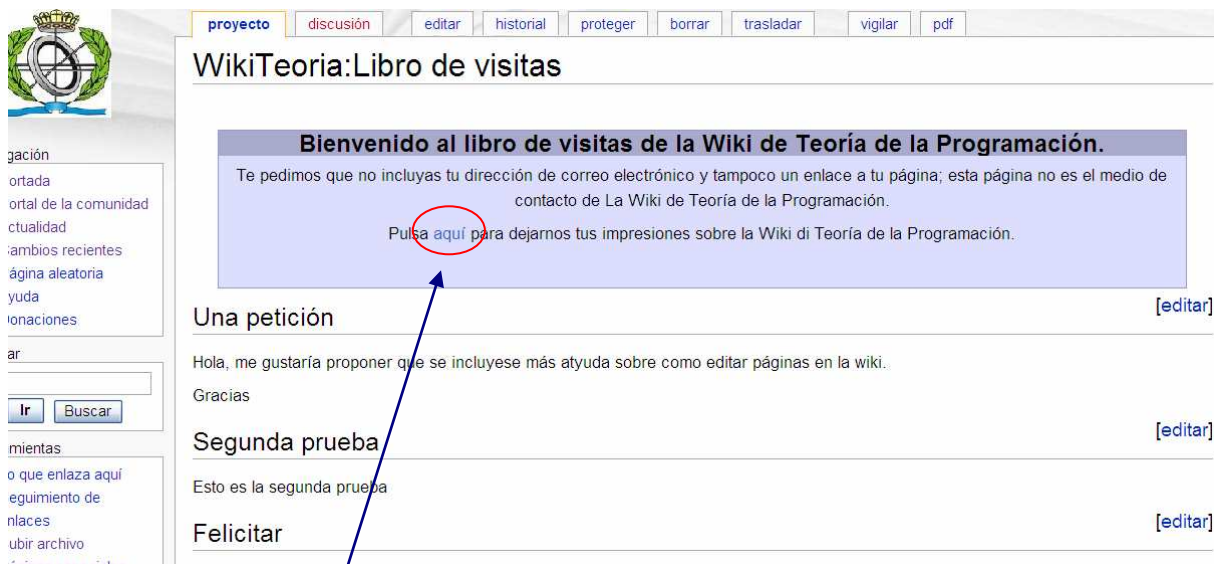 proyecto discusión editar historial proteger borrar trasladar vigilar pdf
WikiTeoria:Libro de visitas
Bienvenido al libro de visitas de la Wiki de Teoría de la Programación.
Te pedimos que no incluyas tu dirección de correo electrónico y tampoco un enlace a tu página; esta página no es el medio de
contacto de La Wiki de Teoría de la Programación.
Pulsa aquí para dejarnos tus impresiones sobre la Wiki di Teoría de la Programación.
gación
ortada
ortal de la comunidad
ctualidad
ambios recientes
ágina aleatoria
yuda
onaciones
ar
Ir Buscar
mientas
o que enlaza aquí
eguimiento de
nlaces
ubir archivo
Una petición [editar]
Hola, me gustaría proponer que se incluyese más atyuda sobre como editar páginas en la wiki.
Gracias
Segunda prueba [editar]
Esto es la segunda prueba
Felicitar [editar]